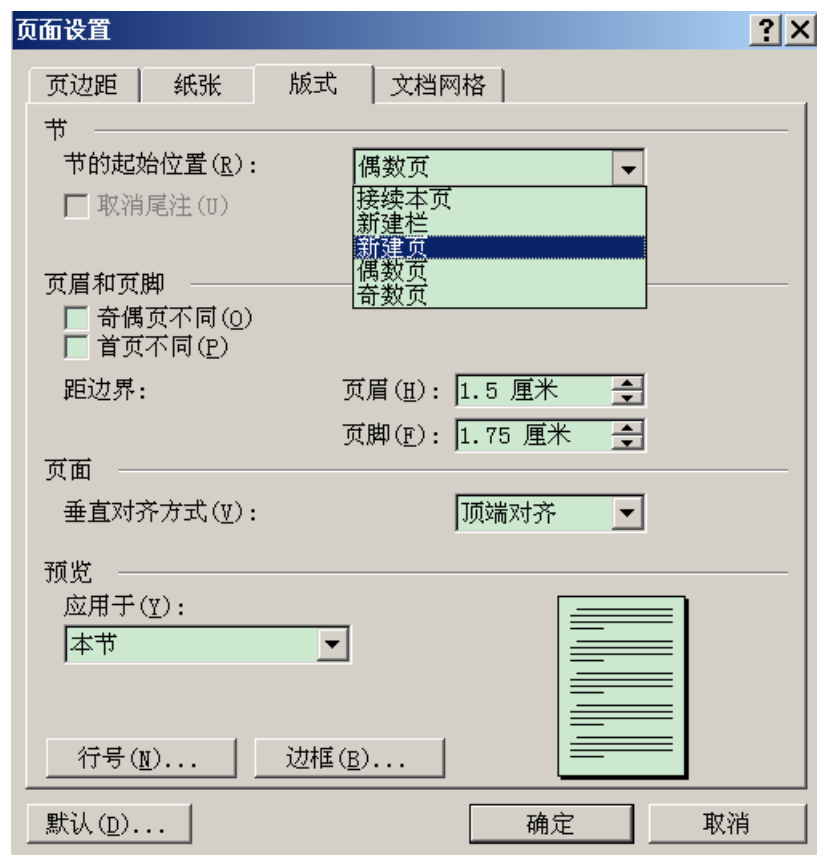 页面设置
页边距 纸张 版式 文档网格
节
节的起始位置(R): 偶数页
取消尾注(U)
接续本页
新建栏
新建页
偶数页
奇数页
页眉和页脚
奇偶页不同(O)
首页不同(P)
距边界: 页眉(H): 1.5 厘米
页脚(F): 1.75 厘米
页面
垂直对齐方式(V): 顶端对齐
预览
应用于(Y):
本节
行号(N)... 边框(B)...
默认(D)... 确定 取消